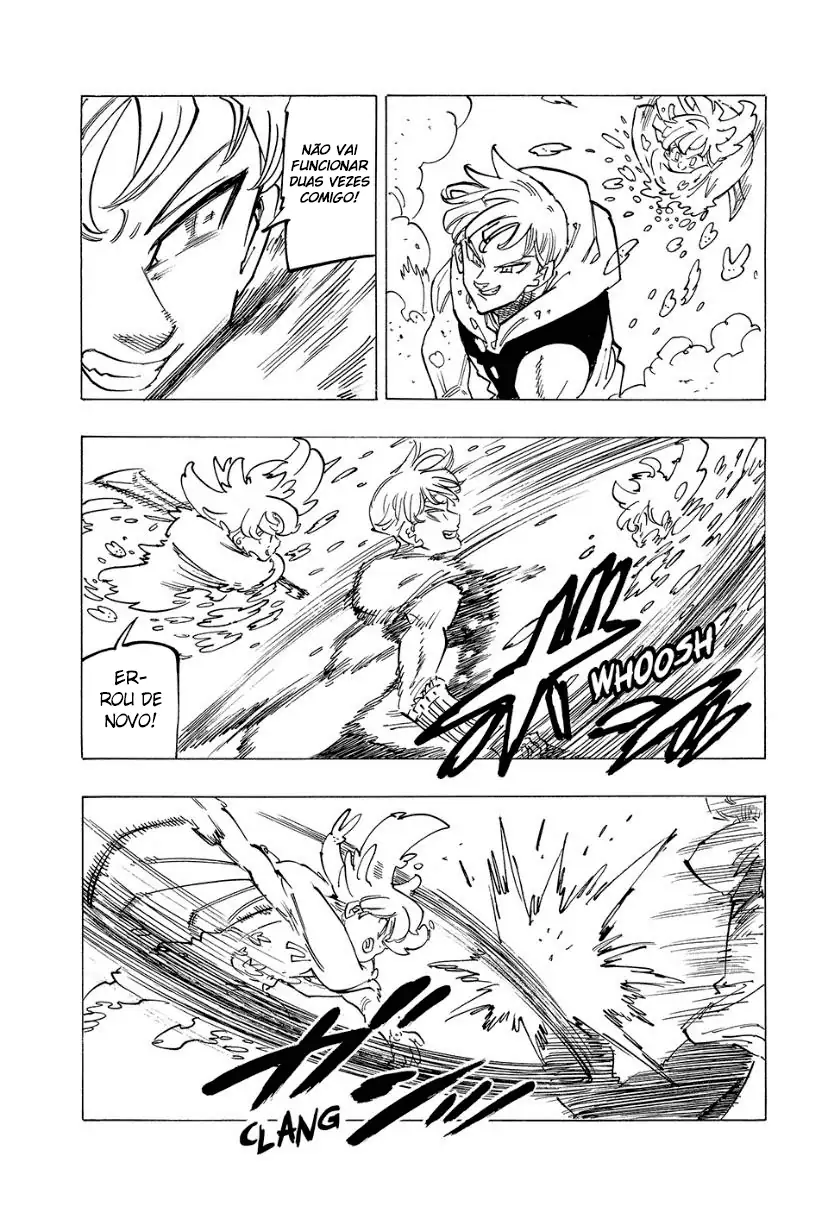 NÃO VAI
FUNCIONAR
DUAS VEZES
COMIGO!
ER-
ROU DE
NOVO!
WHOOSH
CLANG